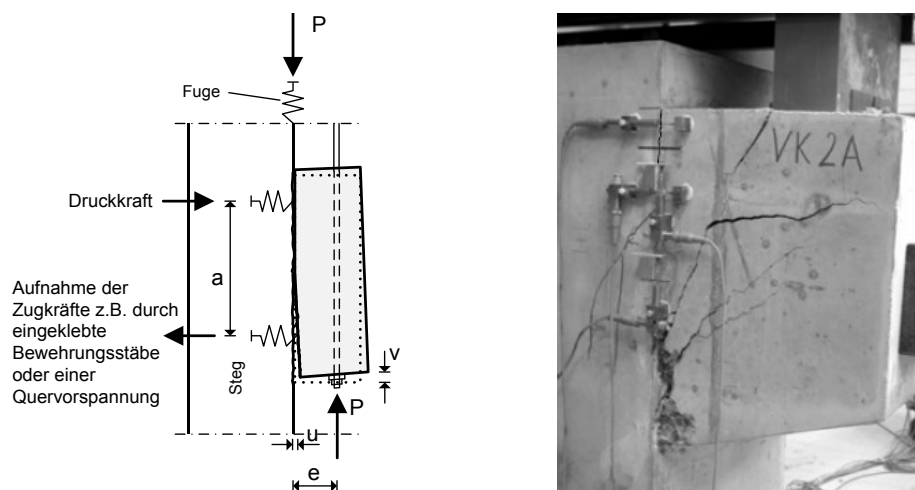 P
Fuge
Druckkraft
a
Aufnahme der
Zugkräfte z.B. durch
eingeklebte
Bewehrungsstäbe
oder einer
Quervorspannung
Steg
v
P
u
e
VK2A